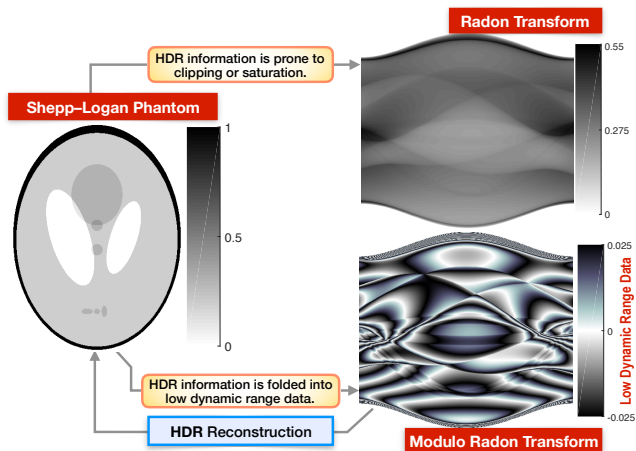 Radon Transform
HDR information is prone to
clipping or saturation.
0.55
0.275
0
Shepp–Logan Phantom
1
0.5
0
0.025
0
-0.025
Low Dynamic Range Data
HDR information is folded into
low dynamic range data.
HDR Reconstruction
Modulo Radon Transform